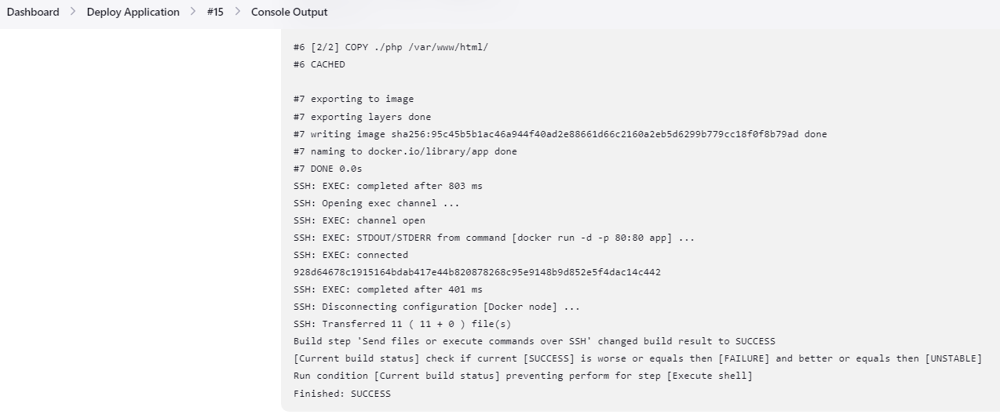 Dashboard > Deploy Application > #15 > Console Output
#6 [2/2] COPY ./php /var/www/html/
#6 CACHED
#7 exporting to image
#7 exporting layers done
#7 writing image sha256:95c45b5b1ac46a944f40ad2e88661d66c2160a2eb5d6299b779cc18f0f8b79ad done
#7 naming to docker.io/library/app done
#7 DONE 0.0s
SSH: EXEC: completed after 803 ms
SSH: Opening exec channel ...
SSH: EXEC: channel open
SSH: EXEC: STDOUT/STDERR from command [docker run -d -p 80:80 app] ...
SSH: EXEC: connected
928d64678c1915164bdab417e44b820878268c95e9148b9d852e5f4dac14c442
SSH: EXEC: completed after 401 ms
SSH: Disconnecting configuration [Docker node] ...
SSH: Transferred 11 ( 11 + 0 ) file(s)
Build step 'Send files or execute commands over SSH' changed build result to SUCCESS
[Current build status] check if current [SUCCESS] is worse or equals then [FAILURE] and better or equals then [UNSTABLE]
Run condition [Current build status] preventing perform for step [Execute shell]
Finished: SUCCESS